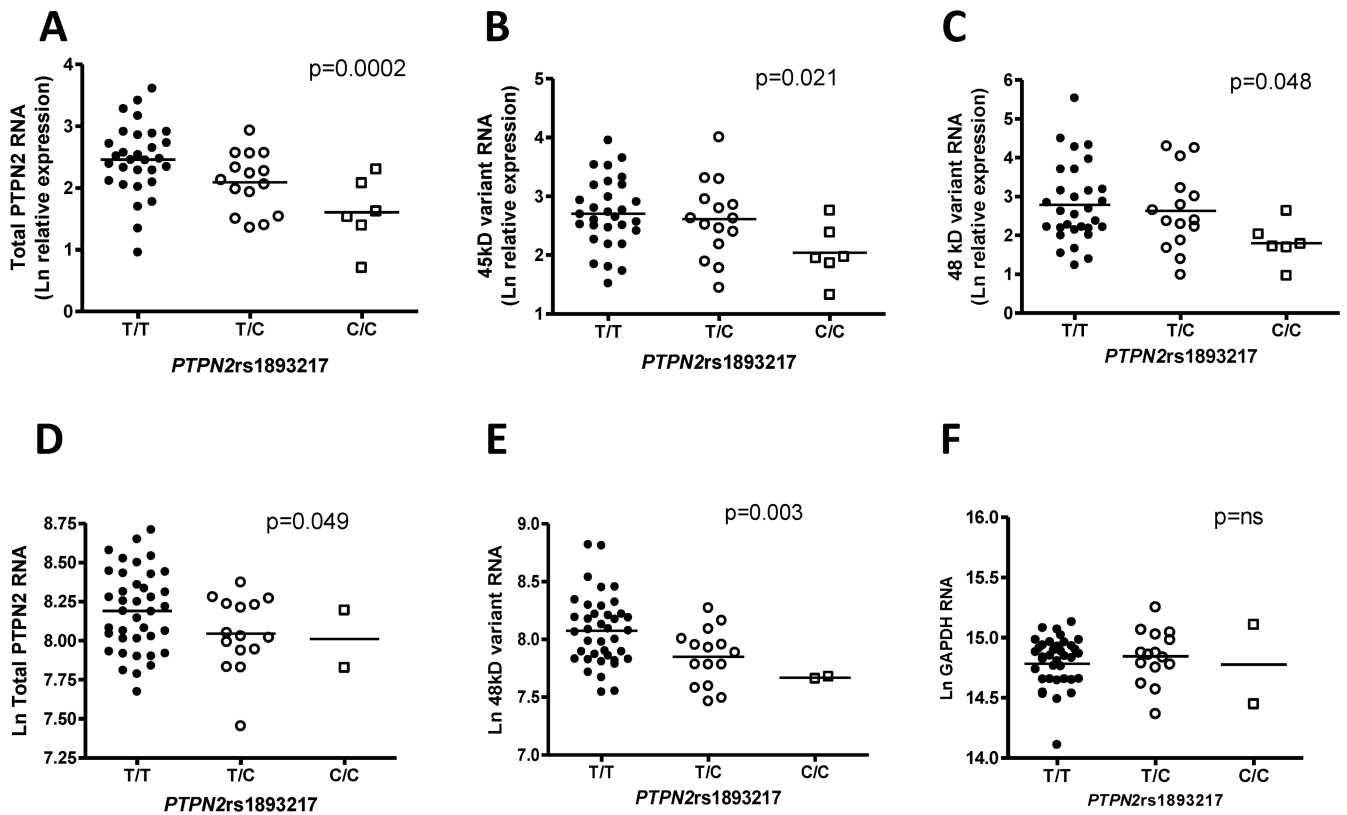 A
p=0.0002
Total PTPN2 RNA
(Ln relative expression)
4
3
2
1
0
T/T T/C C/C
PTPN2rs1893217
B
p=0.021
45kD variant RNA
(Ln relative expression)
5
4
3
2
1
T/T T/C C/C
PTPN2rs1893217
C
p=0.048
48 kD variant RNA
(Ln relative expression)
6
5
4
3
2
1
0
T/T T/C C/C
PTPN2rs1893217
D
p=0.049
Ln Total PTPN2 RNA
8.75
8.50
8.25
8.00
7.75
7.50
7.25
T/T T/C C/C
PTPN2rs1893217
E
p=0.003
Ln 48kD variant RNA
9.0
8.5
8.0
7.5
7.0
T/T T/C C/C
PTPN2rs1893217
F
p=ns
Ln GAPDH RNA
16.0
15.5
15.0
14.5
14.0
T/T T/C C/C
PTPN2rs1893217